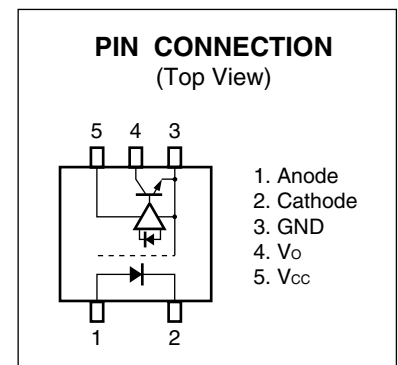 PIN CONNECTION
(Top View)
5 4 3
1. Anode
2. Cathode
3. GND
4. Vo
5. Vcc
1 2